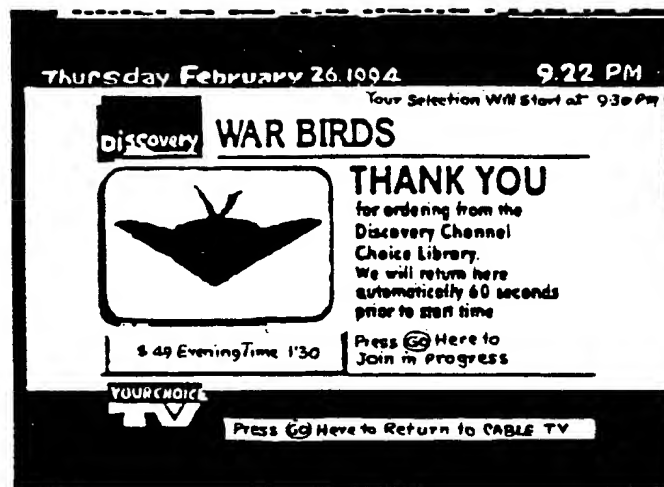 Thursday February 26.1994 9.22 PM
Your Selection Will Start at 9:30 PM
Discovery WAR BIRDS
THANK YOU
for ordering from the
Discovery Channel
Choice Library.
We will return here
automatically 60 seconds
prior to start time
$ .49 Evening Time 1'30
Press GO Here to
Join in progress
YOUR CHOICE
TV
Press GO Here to Return to CABLE TV